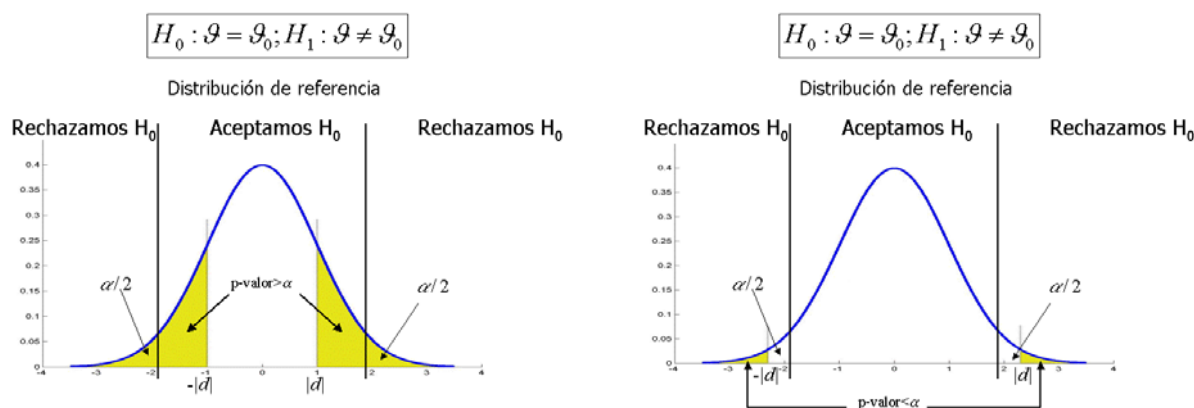 H₀ : ϑ = ϑ₀; H₁ : ϑ ≠ ϑ₀
Distribución de referencia
Rechazamos H₀ Aceptamos H₀ Rechazamos H₀
0.4
0.35
0.3
0.25
0.2
0.15
0.1
0.05
0
α/2
p-valor>α
α/2
-4 -3 -2 -1 0 1 2 3 4
-|d| |d|
H₀ : ϑ = ϑ₀; H₁ : ϑ ≠ ϑ₀
Distribución de referencia
Rechazamos H₀ Aceptamos H₀ Rechazamos H₀
0.4
0.35
0.3
0.25
0.2
0.15
0.1
0.05
0
α/2
α/2
-4 -3 -2 -1 0 1 2 3 4
-|d| |d|
p-valor<α